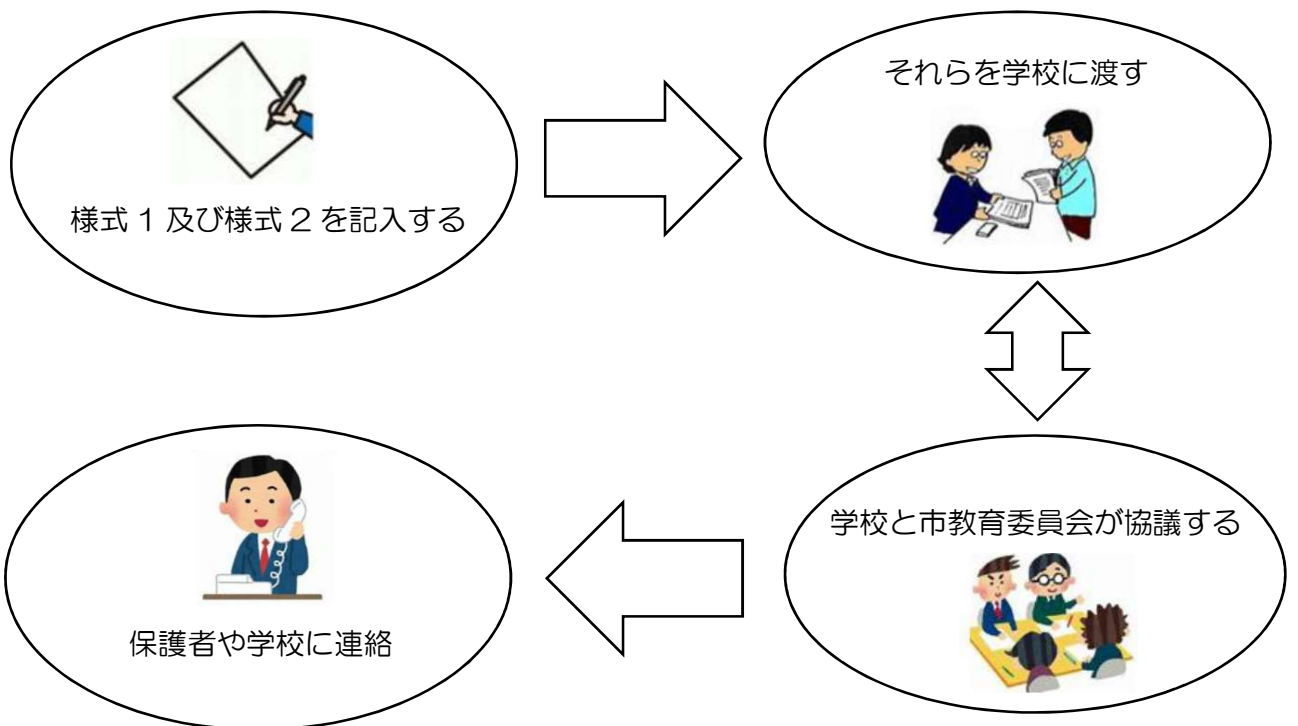 様式 1 及び様式 2 を記入する
それらを学校に渡す
学校と市教育委員会が協議する
保護者や学校に連絡